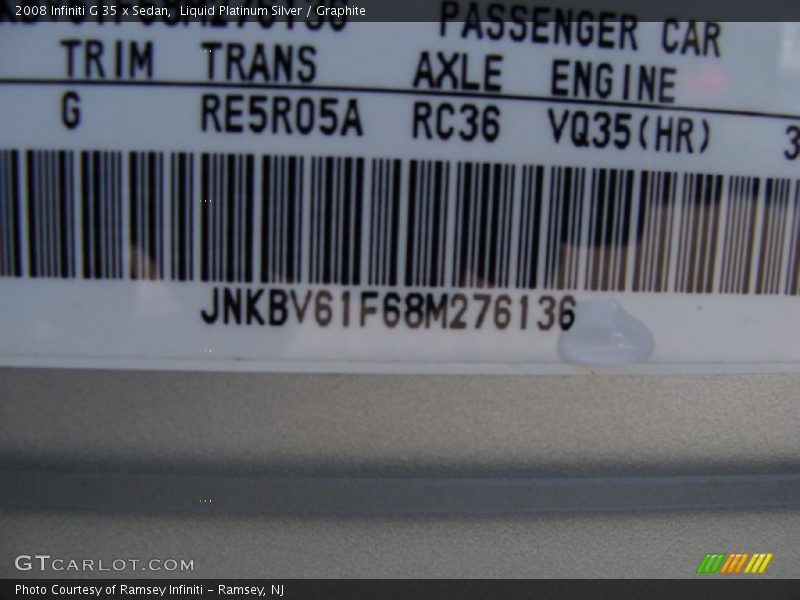 2008 Infiniti G 35 x Sedan, Liquid Platinum Silver / Graphite
PASSENGER CAR
TRIM TRANS AXLE ENGINE
G RE5R05A RC36 VQ35(HR) 3
JNKBV61F68M276136
GTCARLOT.COM
Photo Courtesy of Ramsey Infiniti - Ramsey, NJ